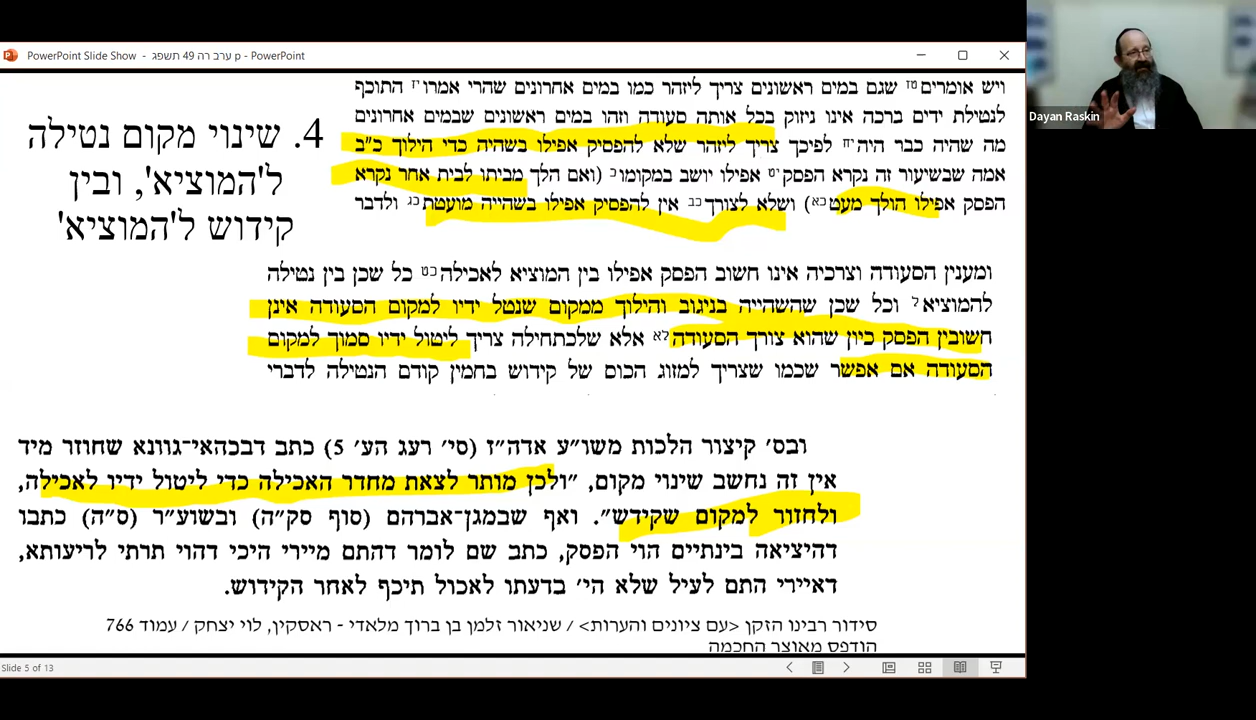 PowerPoint Slide Show - ערב רה 49 תשפג p - PowerPoint
Dayan Raskin
4. שינוי מקום נטילה
ל'המוציא', ובין
קידוש ל'המוציא'
ויש אומרים טז שגם במים ראשונים צריך ליזהר כמו במים אחרונים שהרי אמרו יז התוכף
לנטילת ידים ברכה אינו ניזוק בכל אותה סעודה וזהו במים ראשונים שבמים אחרונים
מה שהיה כבר היה יח לפיכך צריך ליזהר שלא להפסיק אפילו בשהיה כדי הילוך כ״ב
אמה שבשיעור זה נקרא הפסק יט אפילו יושב במקומו כ (ואם הלך מביתו לבית אחר נקרא
הפסק אפילו הולך מעט כא) ושלא לצורך כב אין להפסיק אפילו בשהייה מועטת כג ולדבר
ומענין הסעודה וצרכיה אינו חשוב הפסק אפילו בין המוציא לאכילה כט כל שכן בין נטילה
להמוציא ל וכל שכן שהשהייה בניגוב והילוך ממקום שנטל ידיו למקום הסעודה אינן
חשובין הפסק כיון שהוא צורך הסעודה לא אלא שלכתחילה צריך ליטול ידיו סמוך למקום
הסעודה אם אפשר שכמו שצריך למזוג הכוס של קידוש בחמין קודם הנטילה לדברי
ובס׳ קיצור הלכות משו״ע אדה״ז (סי׳ רעג הע׳ 5) כתב דבכהאי־גוונא שחוזר מיד
אין זה נחשב שינוי מקום, ״ולכן מותר לצאת מחדר האכילה כדי ליטול ידיו לאכילה,
ולחזור למקום שקידש״. ואף שבמגן־אברהם (סוף סק״ה) ובשוע״ר (ס״ה) כתבו
דהיציאה בינתיים הוי הפסק, כתב שם לומר דהתם מיירי היכי דהוי תרתי לריעותא,
דאיירי התם לעיל שלא הי׳ בדעתו לאכול תיכף לאחר הקידוש.
סידור רבינו הזקן <עם ציונים והערות> / שניאור זלמן בן ברוך מלאדי - ראסקין, לוי יצחק / עמוד 766
הודפס מאוצר החכמה
Slide 5 of 13